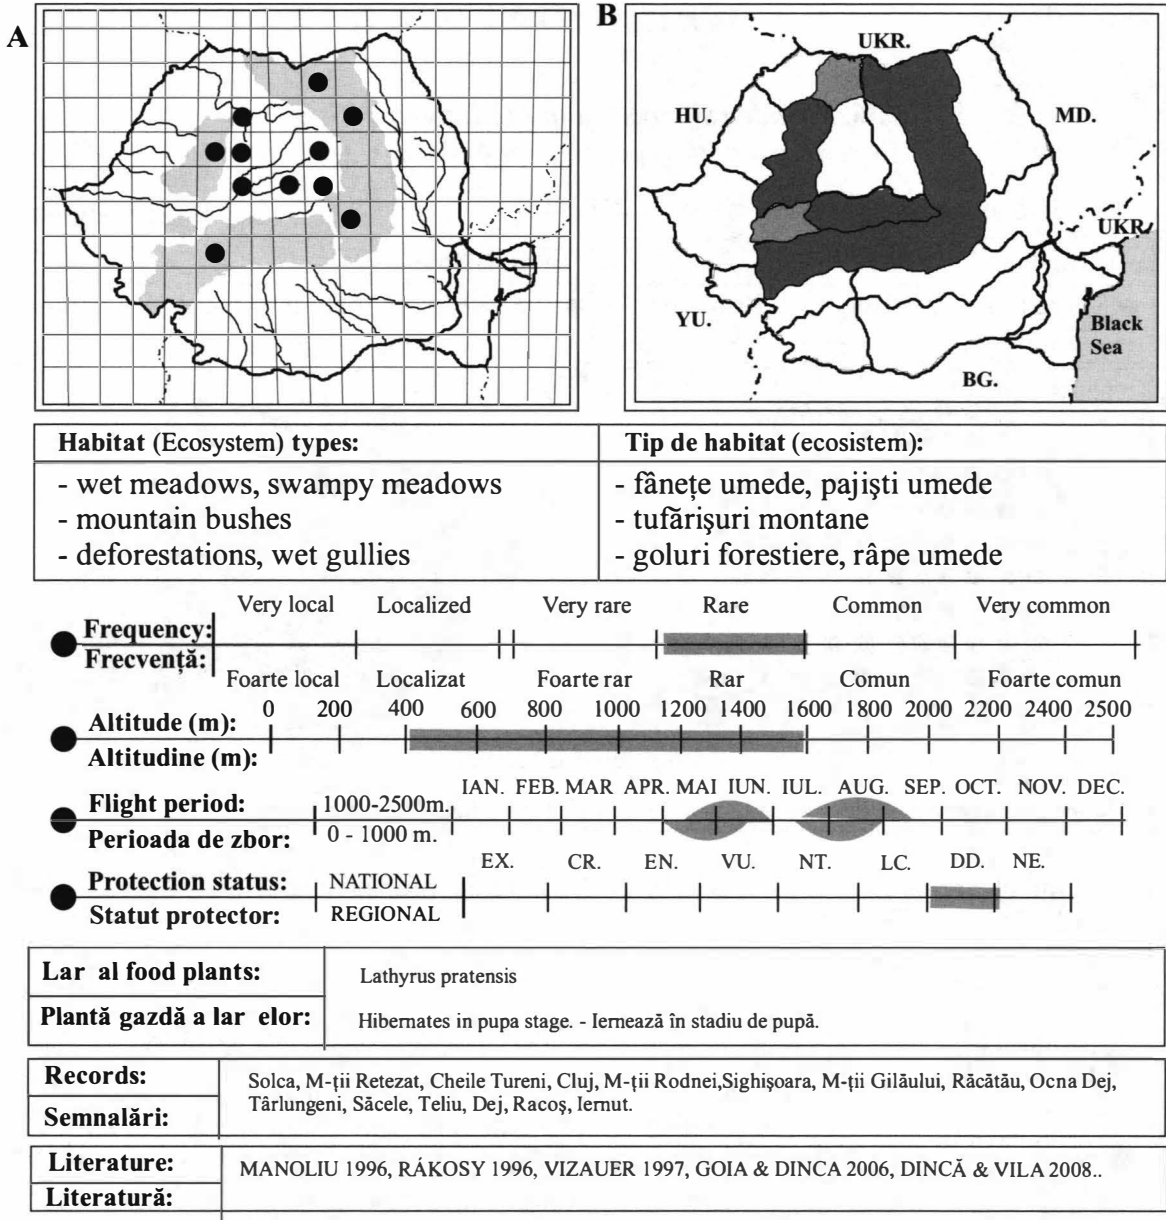 A
B
UKR.
HU.
MD.
UKR.
YU.
Black
Sea
BG.
Habitat (Ecosystem) types:
Tip de habitat (ecosistem):
- wet meadows, swampy meadows
- mountain bushes
- deforestations, wet gullies
- fânețe umede, pajişti umede
- tufărişuri montane
- goluri forestiere, râpe umede
Very local Localized Very rare Rare Common Very common
Frequency:
Frecvență:
Foarte local Localizat Foarte rar Rar Comun Foarte comun
Altitude (m): 0 200 400 600 800 1000 1200 1400 1600 1800 2000 2200 2400 2500
Altitudine (m):
IAN. FEB. MAR APR. MAI IUN. IUL. AUG. SEP. OCT. NOV. DEC.
Flight period: 1000-2500m.
Perioada de zbor: 0 - 1000 m.
EX. CR. EN. VU. NT. LC. DD. NE.
Protection status: NATIONAL
Statut protector: REGIONAL
Lar al food plants: Lathyrus pratensis
Plantă gazdă a lar elor: Hibernates in pupa stage. - Iernează în stadiu de pupă.
Records:
Semnalări:
Solca, M-ții Retezat, Cheile Tureni, Cluj, M-ții Rodnei,Sighişoara, M-ții Gilăului, Răcătău, Ocna Dej,
Târlungeni, Săcele, Teliu, Dej, Racoş, Iernut.
Literature:
Literatură:
MANOLIU 1996, RÁKOSY 1996, VIZAUER 1997, GOIA & DINCA 2006, DINCĂ & VILA 2008..